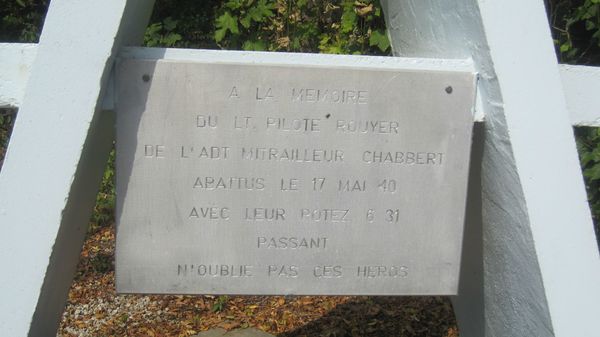 A LA MEMOIRE
DU LT. PILOTE ROUYER
DE L'ADT MITRAILLEUR CHABBERT
ABATTUS LE 17 MAI 40
AVEC LEUR POTEZ 6 31
PASSANT
N'OUBLIE PAS CES HEROS